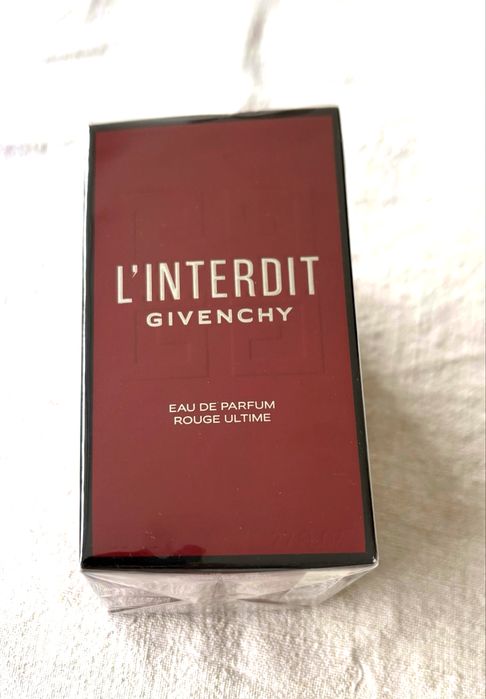 L'INTERDIT
GIVENCHY
EAU DE PARFUM
ROUGE ULTIME